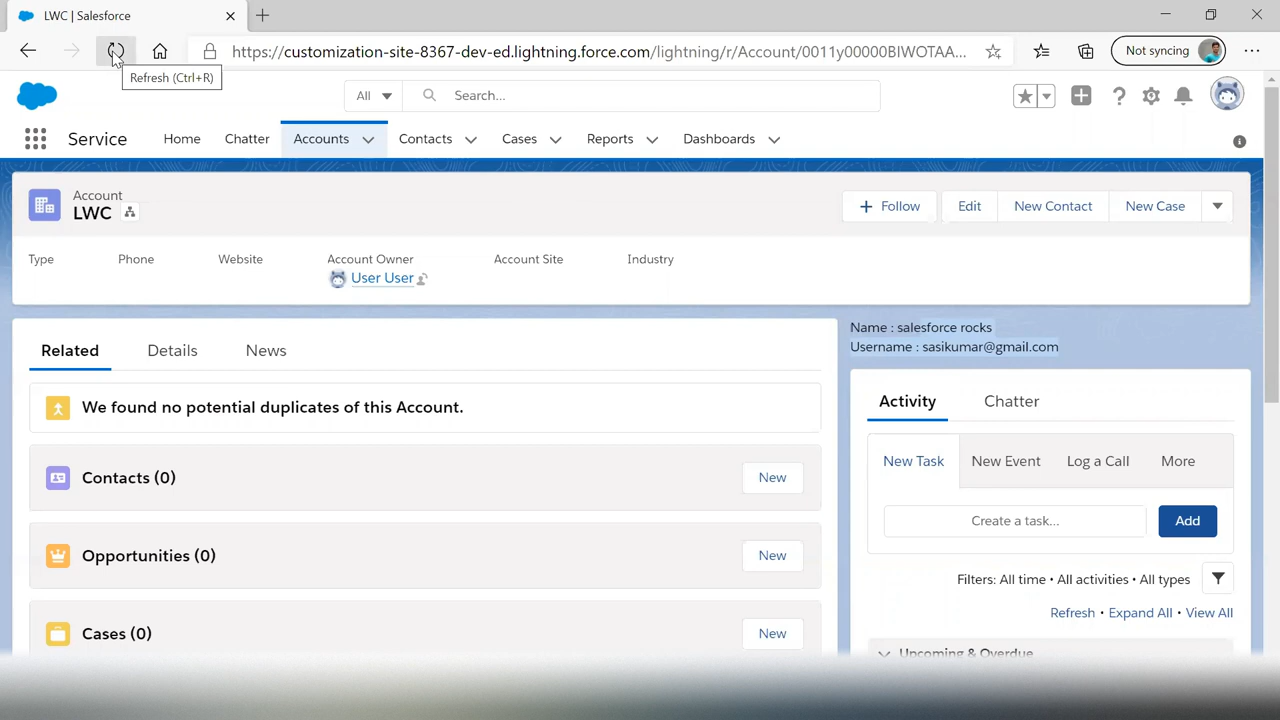 LWC | Salesforce
https://customization-site-8367-dev-ed.lightning.force.com/lightning/r/Account/0011y00000BIWOTAA...
Not syncing
Refresh (Ctrl+R)
All
Search...
Service
Home
Chatter
Accounts
Contacts
Cases
Reports
Dashboards
Account
LWC
Follow
Edit
New Contact
New Case
Type
Phone
Website
Account Owner
Account Site
Industry
User User
Related
Details
News
We found no potential duplicates of this Account.
Contacts (0)
New
Opportunities (0)
New
Cases (0)
New
Name : salesforce rocks
Username : sasikumar@gmail.com
Activity
Chatter
New Task
New Event
Log a Call
More
Create a task...
Add
Filters: All time • All activities • All types
Refresh • Expand All • View All
Upcoming & Overdue